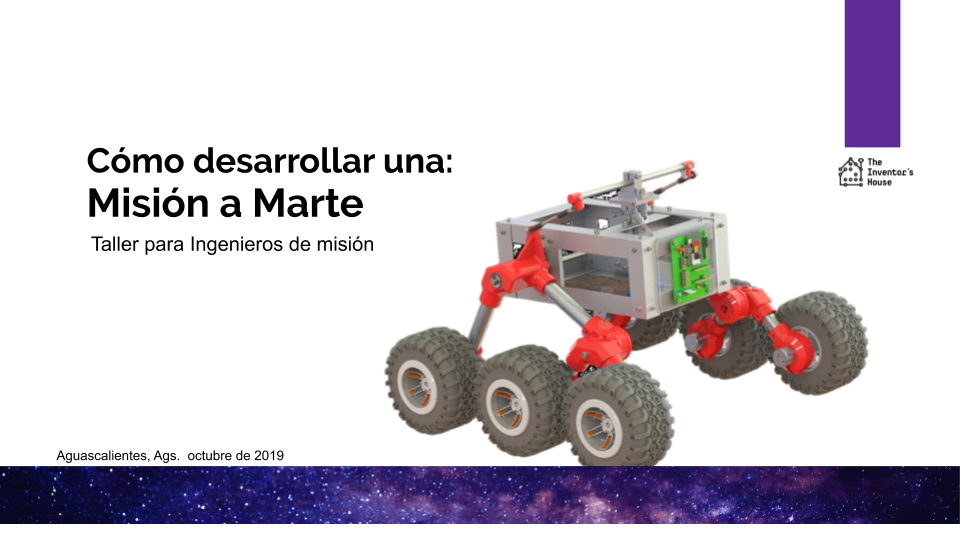 Cómo desarrollar una:
Misión a Marte
Taller para Ingenieros de misión
The
Inventor's
House
Aguascalientes, Ags.  octubre de 2019